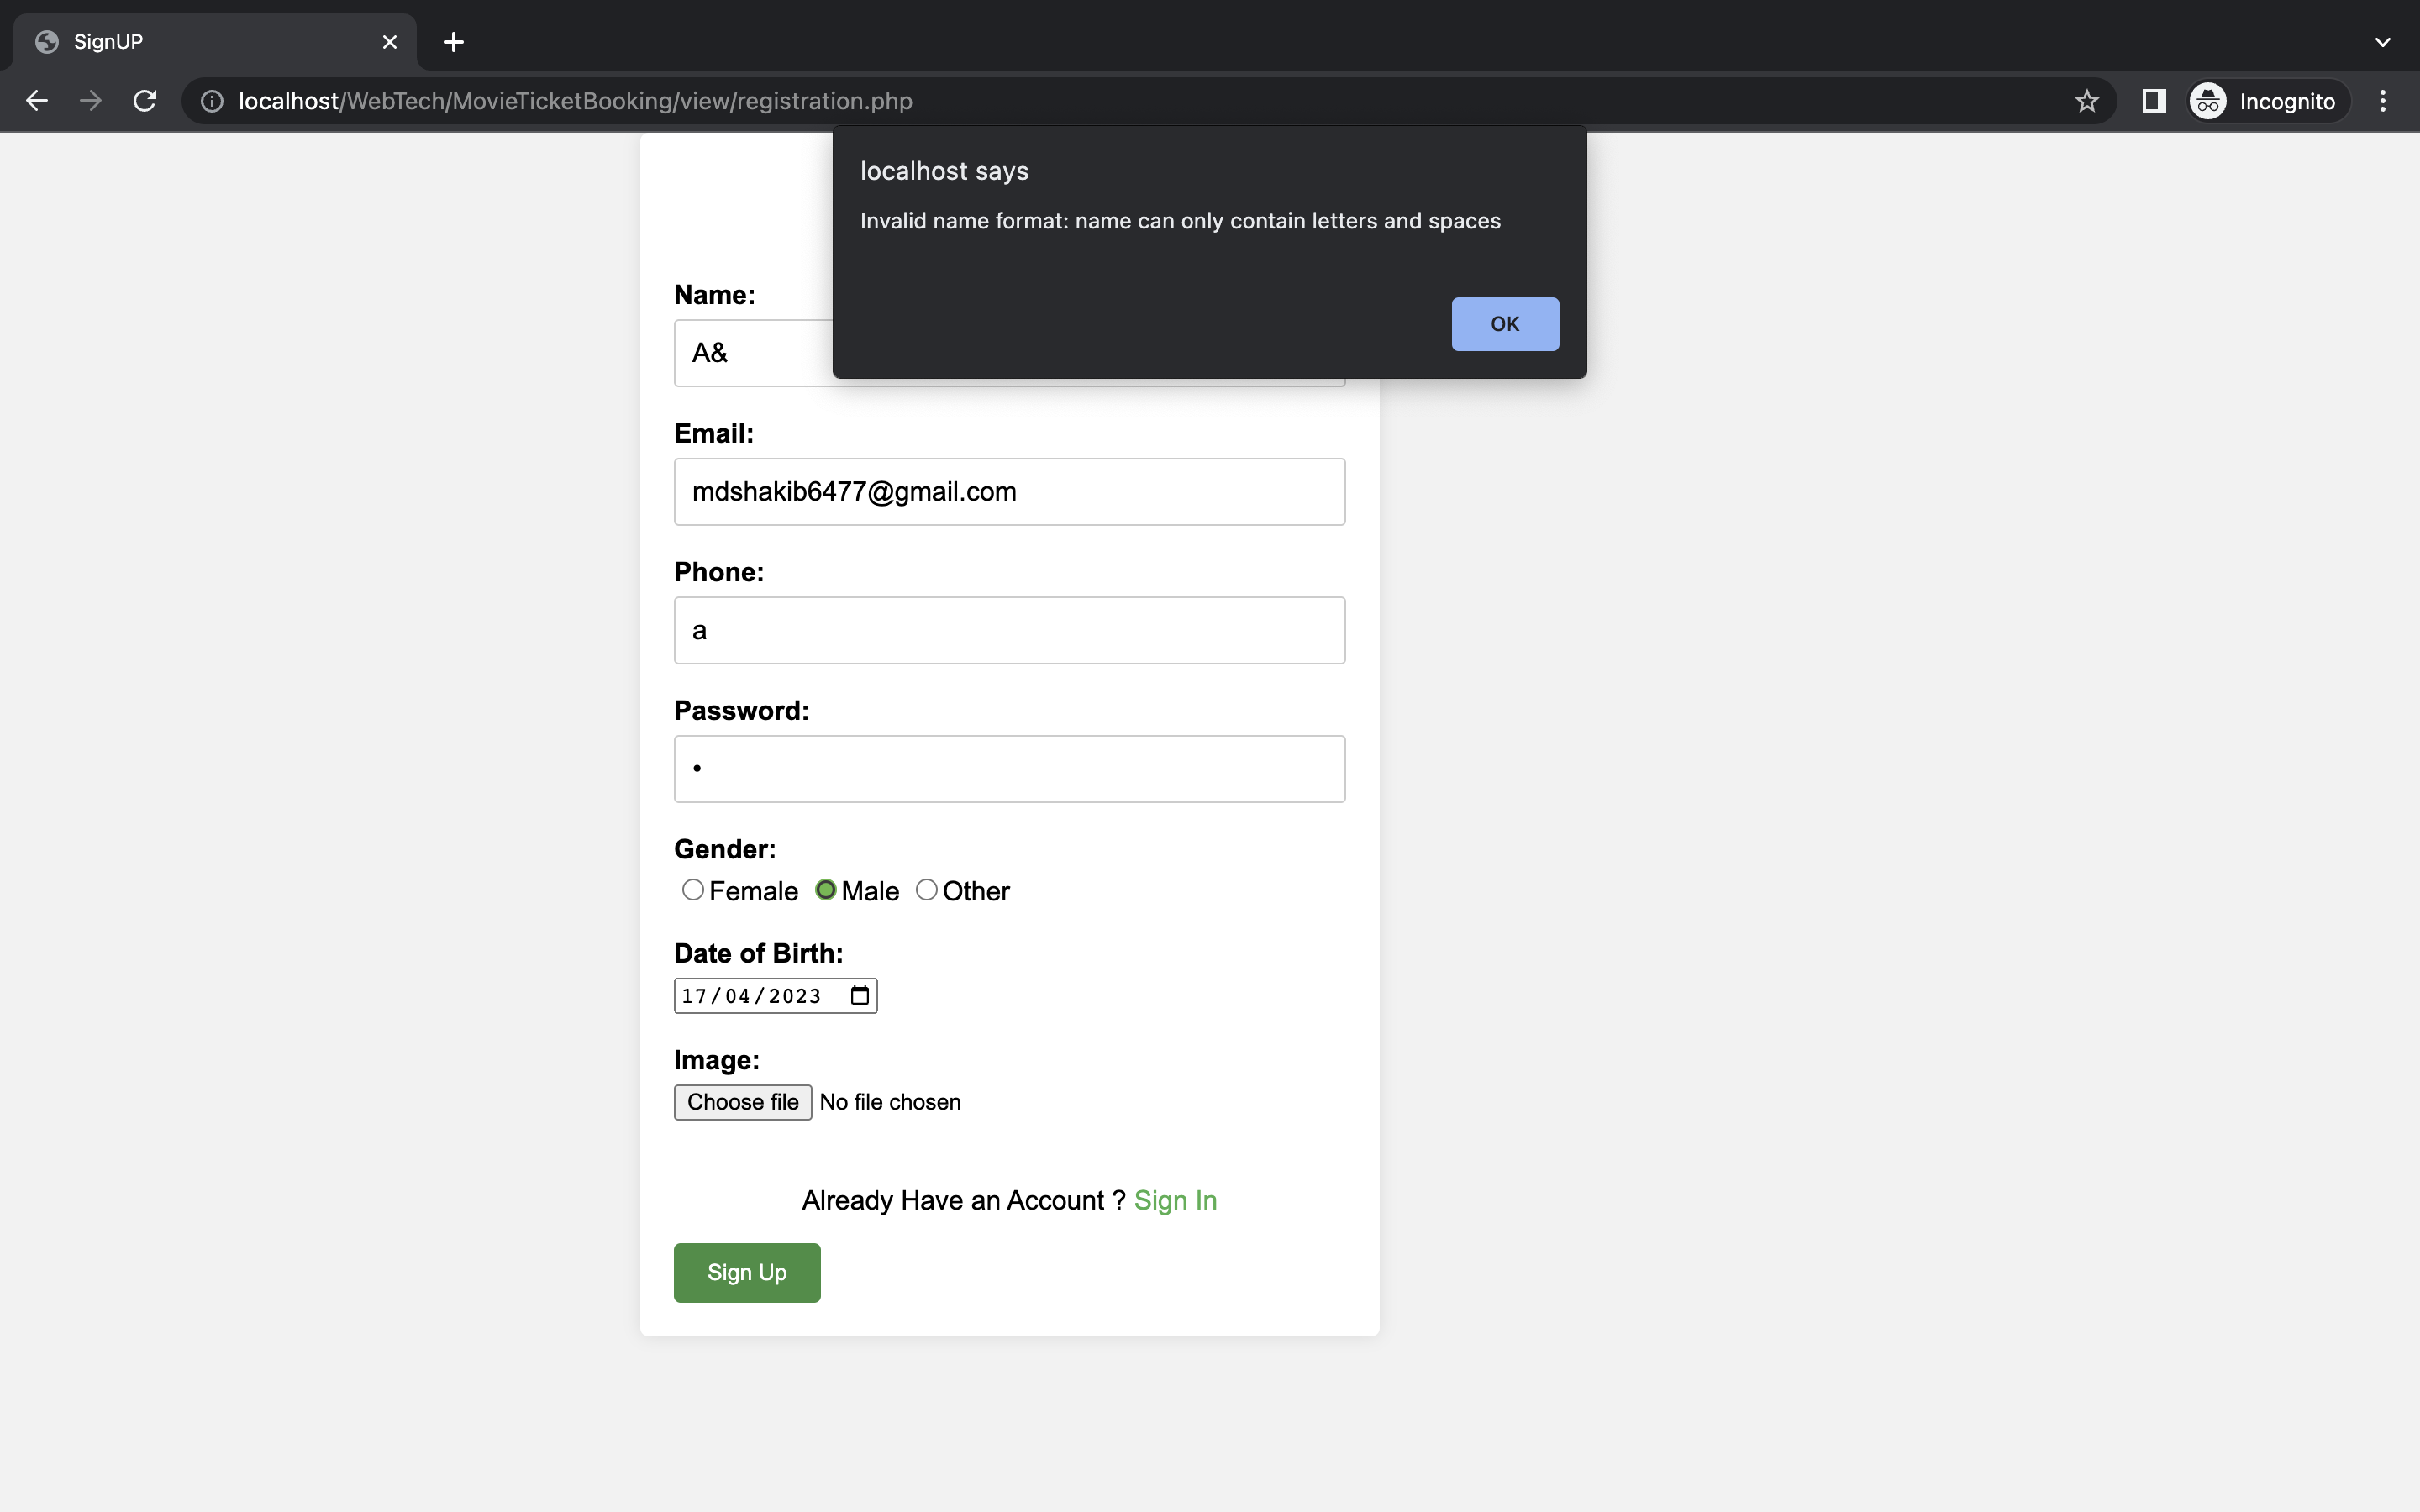 SignUP
localhost/WebTech/MovieTicketBooking/view/registration.php
Incognito
localhost says
Invalid name format: name can only contain letters and spaces
OK
Name:
A&
Email:
mdshakib6477@gmail.com
Phone:
a
Password:
•
Gender:
Female Male Other
Date of Birth:
17/04/2023
Image:
Choose file No file chosen
Already Have an Account ? Sign In
Sign Up